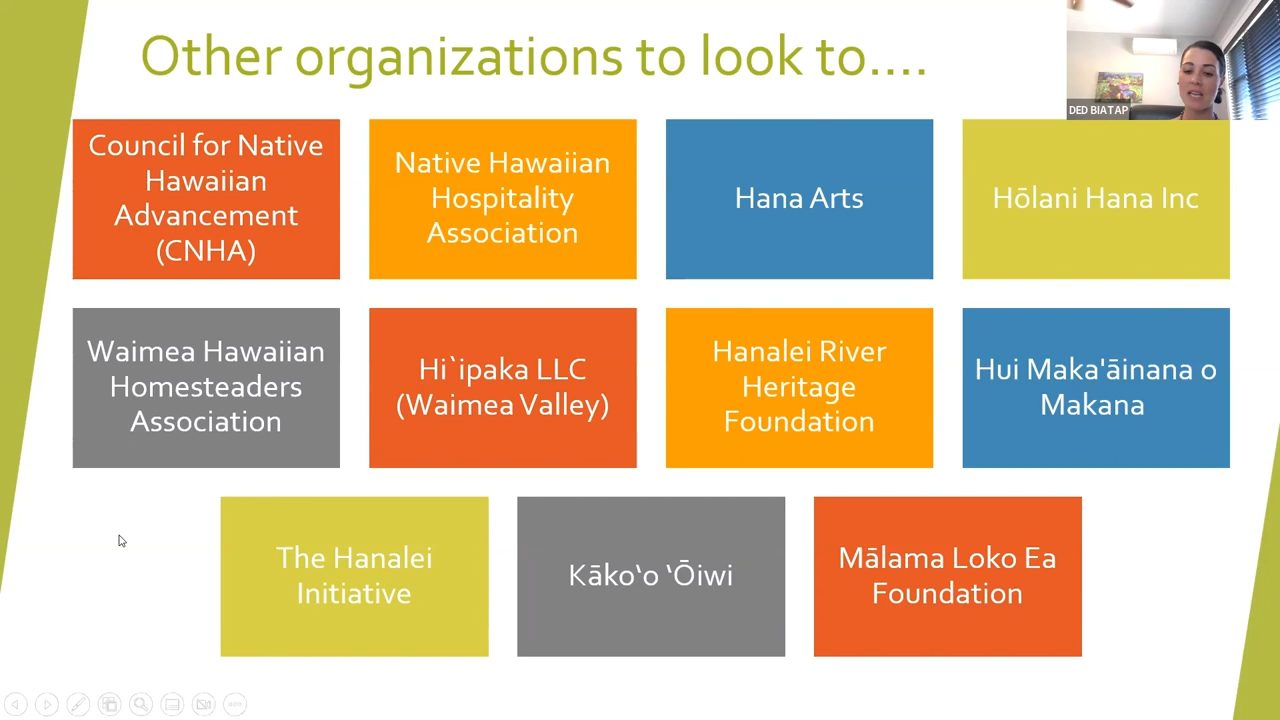 Other organizations to look to....
DED BIATAP
Council for Native
Hawaiian
Advancement
(CNHA)
Native Hawaiian
Hospitality
Association
Hana Arts
Hōlani Hana Inc
Waimea Hawaiian
Homesteaders
Association
Hi`ipaka LLC
(Waimea Valley)
Hanalei River
Heritage
Foundation
Hui Maka'āinana o
Makana
The Hanalei
Initiative
Kākoʻo ʻŌiwi
Mālama Loko Ea
Foundation